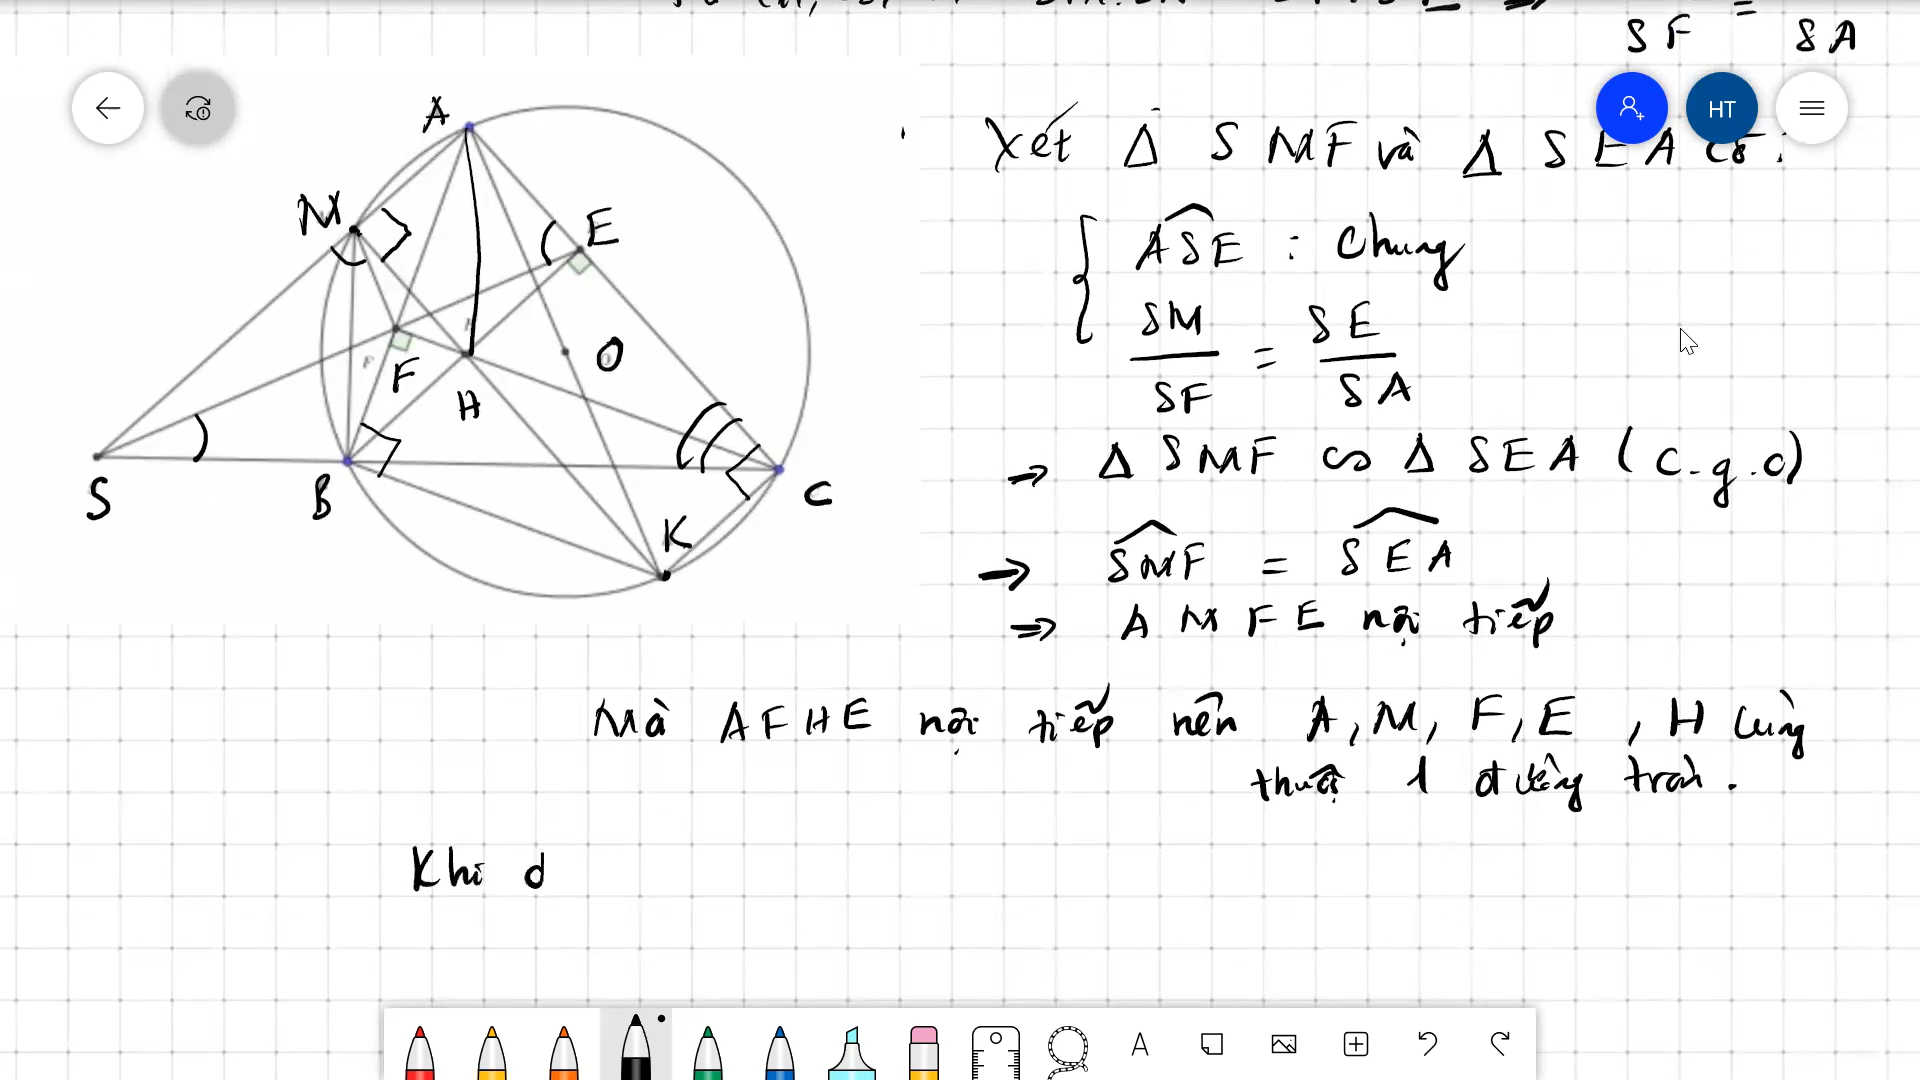 SF = SA
HT
Xét Δ SMF và Δ SEA có:
ASE : chung
SM/SF = SE/SA
→ Δ SMF ∽ Δ SEA (c.g.c)
→ SMF = SEA
⇒ AMFE nội tiếp
Mà AFHE nội tiếp nên A, M, F, E, H cùng
thuộc 1 đường tròn.
Khi đ
A
M
E
F
H
O
S
B
C
K
A